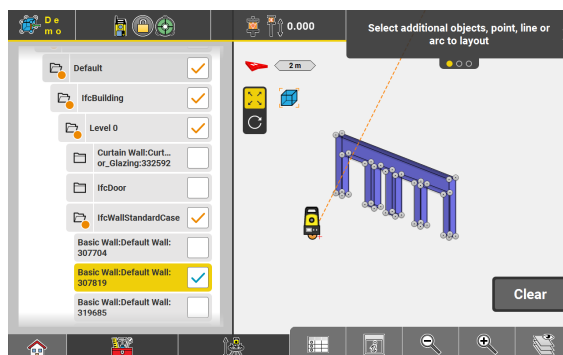 De
mo
0.000
Select additional objects, point, line or
arc to layout
Default
2 m
IfcBuilding
Level 0
Curtain Wall:Curt...
or_Glazing:332592
IfcDoor
IfcWallStandardCase
Basic Wall:Default Wall:
307704
Basic Wall:Default Wall:
307819
Basic Wall:Default Wall:
319685
Clear